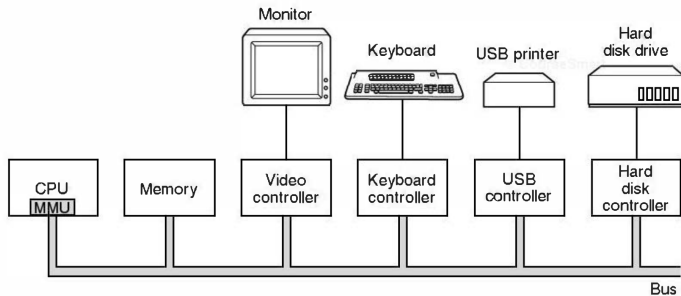 Monitor
Keyboard
USB printer
Hard
disk drive
CPU
MMU
Memory
Video
controller
Keyboard
controller
USB
controller
Hard
disk
controller
Bus